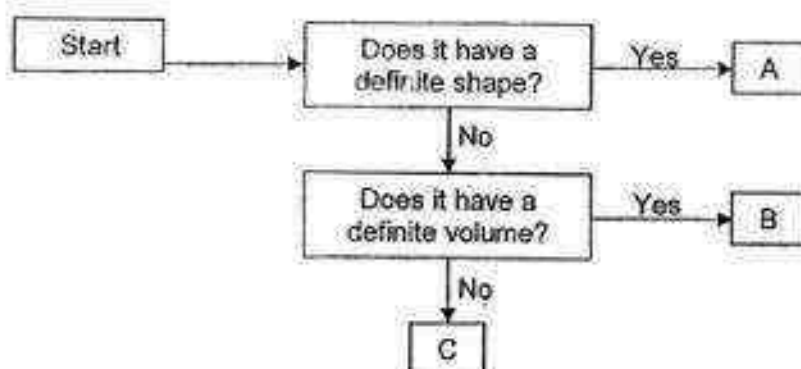 Start
Does it have a
definite shape?
Yes
A
No
Does it have a
definite volume?
Yes
B
No
C